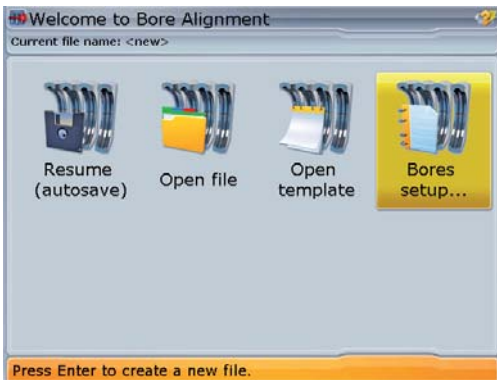 Welcome to Bore Alignment
Current file name: <new>
Resume
(autosave)
Open file
Open
template
Bores
setup...
Press Enter to create a new file.